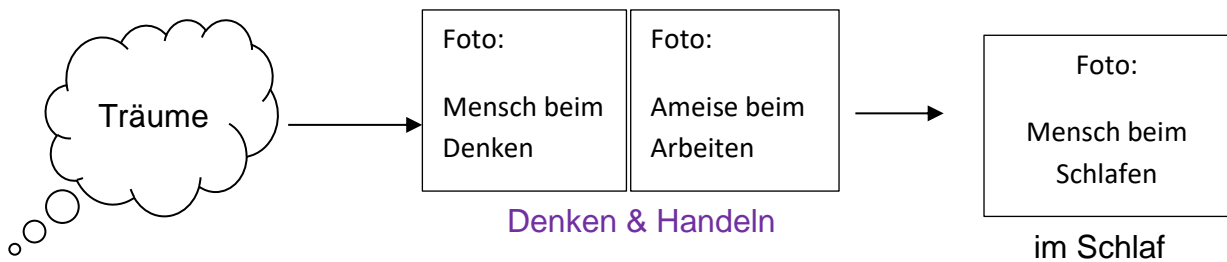 Träume
Foto:
Mensch beim
Denken
Foto:
Ameise beim
Arbeiten
Denken & Handeln
Foto:
Mensch beim
Schlafen
im Schlaf